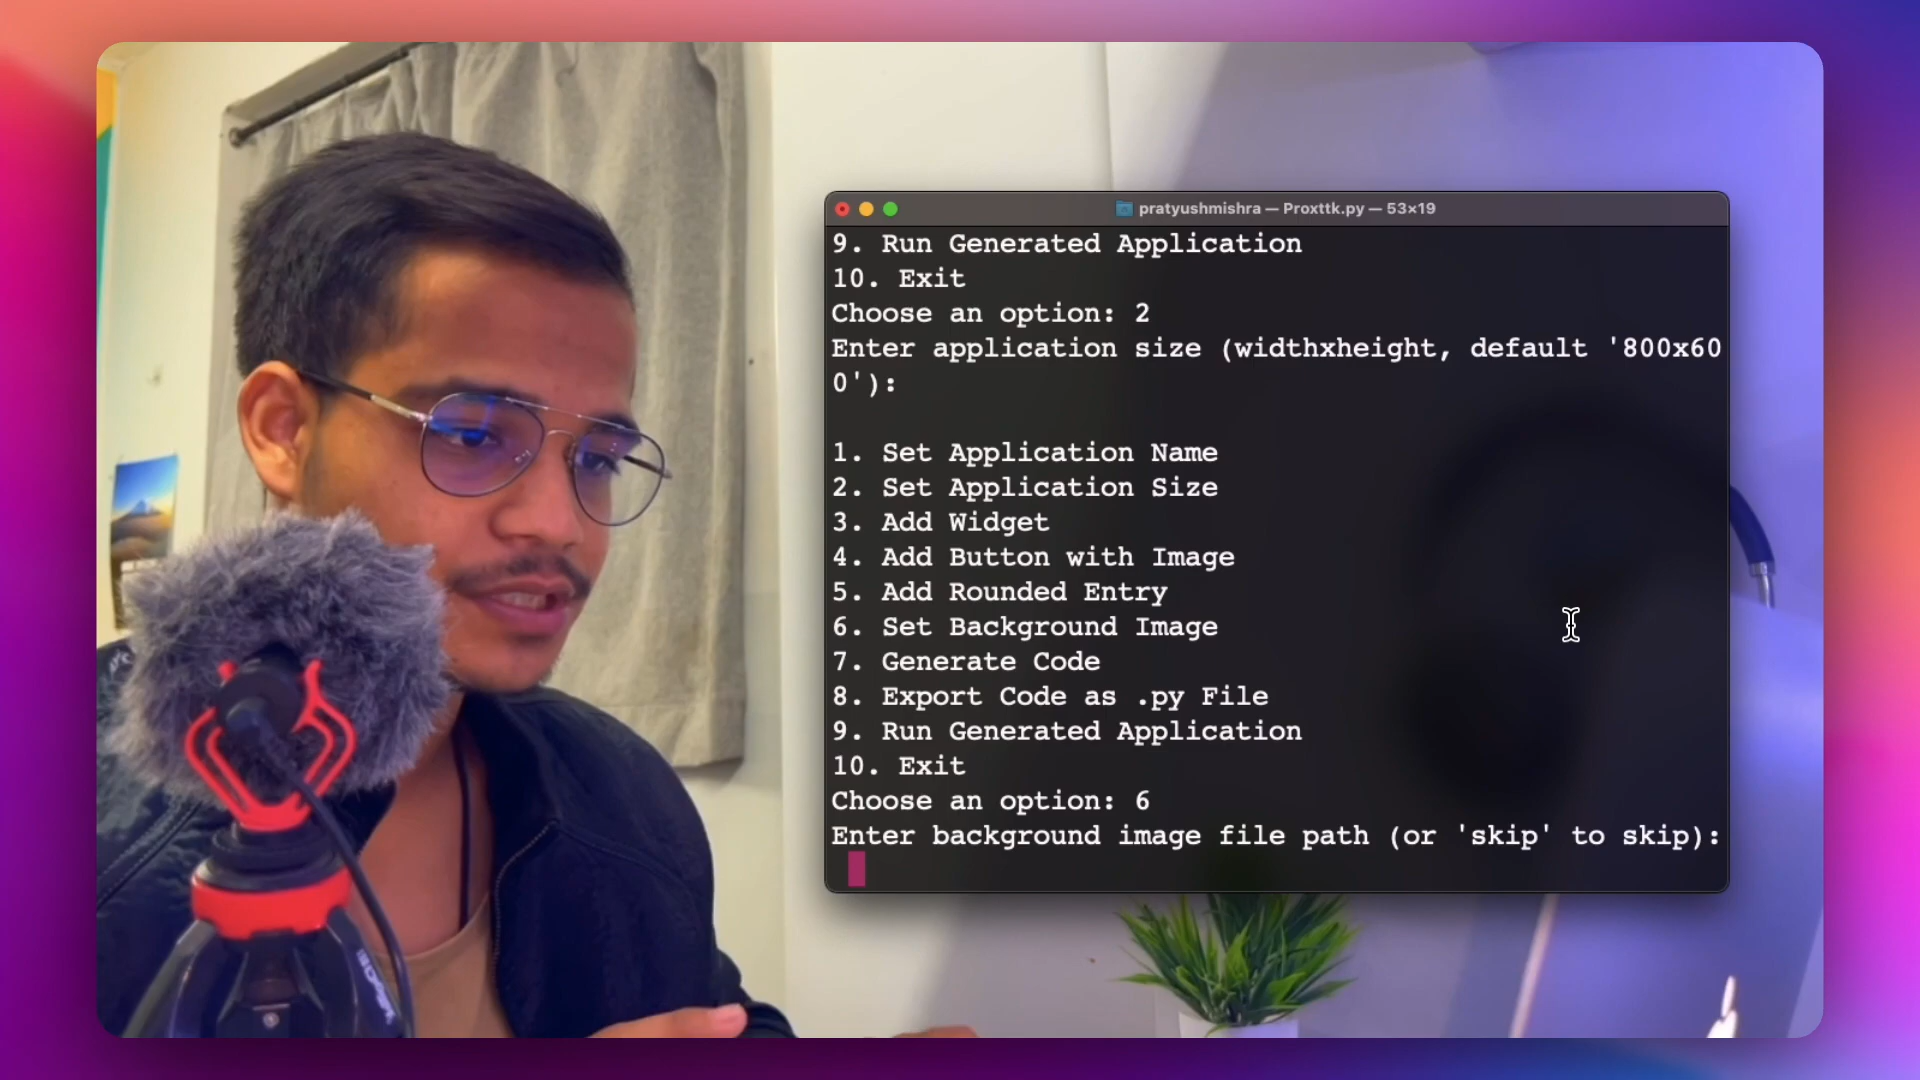 pratyushmishra — Proxttk.py — 53×19
9. Run Generated Application
10. Exit
Choose an option: 2
Enter application size (widthxheight, default '800x60
0'):
1. Set Application Name
2. Set Application Size
3. Add Widget
4. Add Button with Image
5. Add Rounded Entry
6. Set Background Image
7. Generate Code
8. Export Code as .py File
9. Run Generated Application
10. Exit
Choose an option: 6
Enter background image file path (or 'skip' to skip):